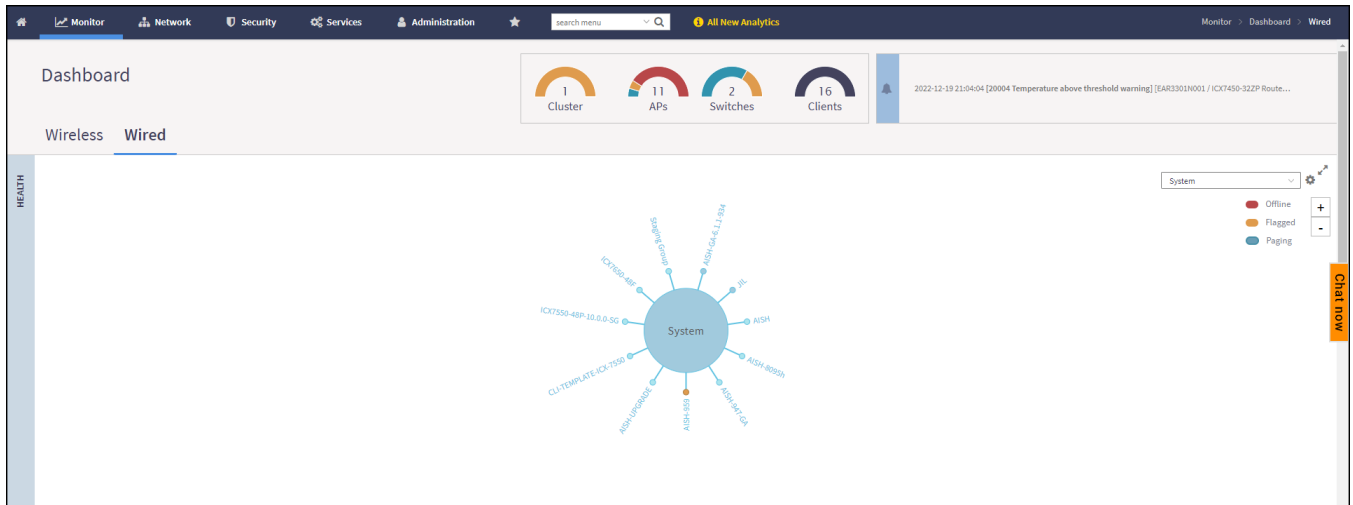 Monitor
Network
Security
Services
Administration
search menu
All New Analytics
Monitor > Dashboard > Wired
Dashboard
1
Cluster
11
APs
2
Switches
16
Clients
2022-12-19 21:04:04 [20004 Temperature above threshold warning] [EAR3301N001 / ICX7450-32ZP Route...
Wireless
Wired
HEALTH
System
Offline
Flagged
Paging
+
-
Chat now
Staging Group
AISH-GA-6.1.1-934
ICX7650-48F
JIL
ICX7550-48P-10.0.0-SG
AISH
System
CLI-TEMPLATE-ICX-7550
AISH-8095h
AISH-UPGRADE
AISH-959
AISH-947-GA